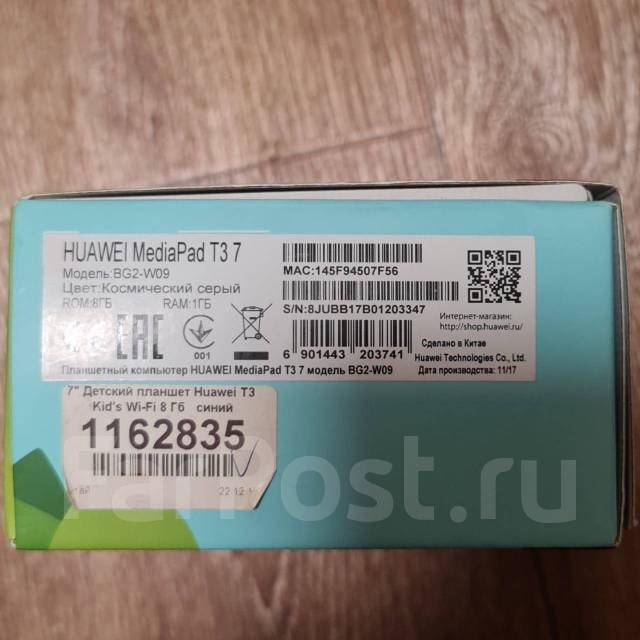 HUAWEI MediaPad T3 7
Модель:BG2-W09
Цвет:Космический серый
ROM:8ГБ RAM:1ГБ
EAC
001
MAC:145F94507F56
S/N:8JUBB17B01203347
6 901443 203741
Интернет-магазин:
http://shop.huawei.ru/
Сделано в Китае
Huawei Technologies Co., Ltd.
Дата производства: 11/17
Планшетный компьютер HUAWEI MediaPad T3 7 модель BG2-W09
7" Детский планшет Huawei T3
Kid's Wi-Fi 8 Гб синий
1162835
22.12.1
FarPost.ru